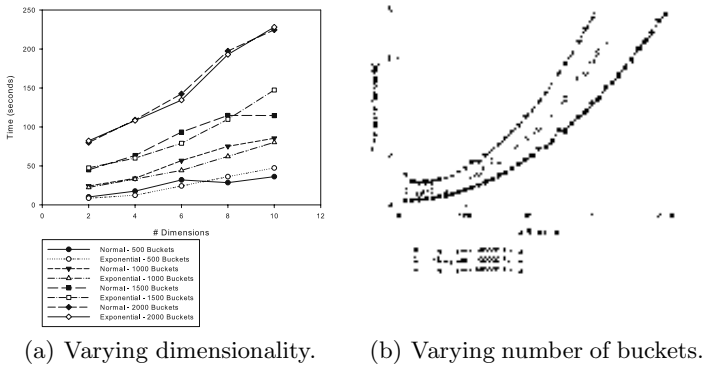 250
200
150
100
50
0
Time (seconds)
0 2 4 6 8 10 12
# Dimensions
Normal - 500 Buckets
Exponential - 500 Buckets
Normal - 1000 Buckets
Exponential - 1000 Buckets
Normal - 1500 Buckets
Exponential - 1500 Buckets
Normal - 2000 Buckets
Exponential - 2000 Buckets
(a) Varying dimensionality.
(b) Varying number of buckets.